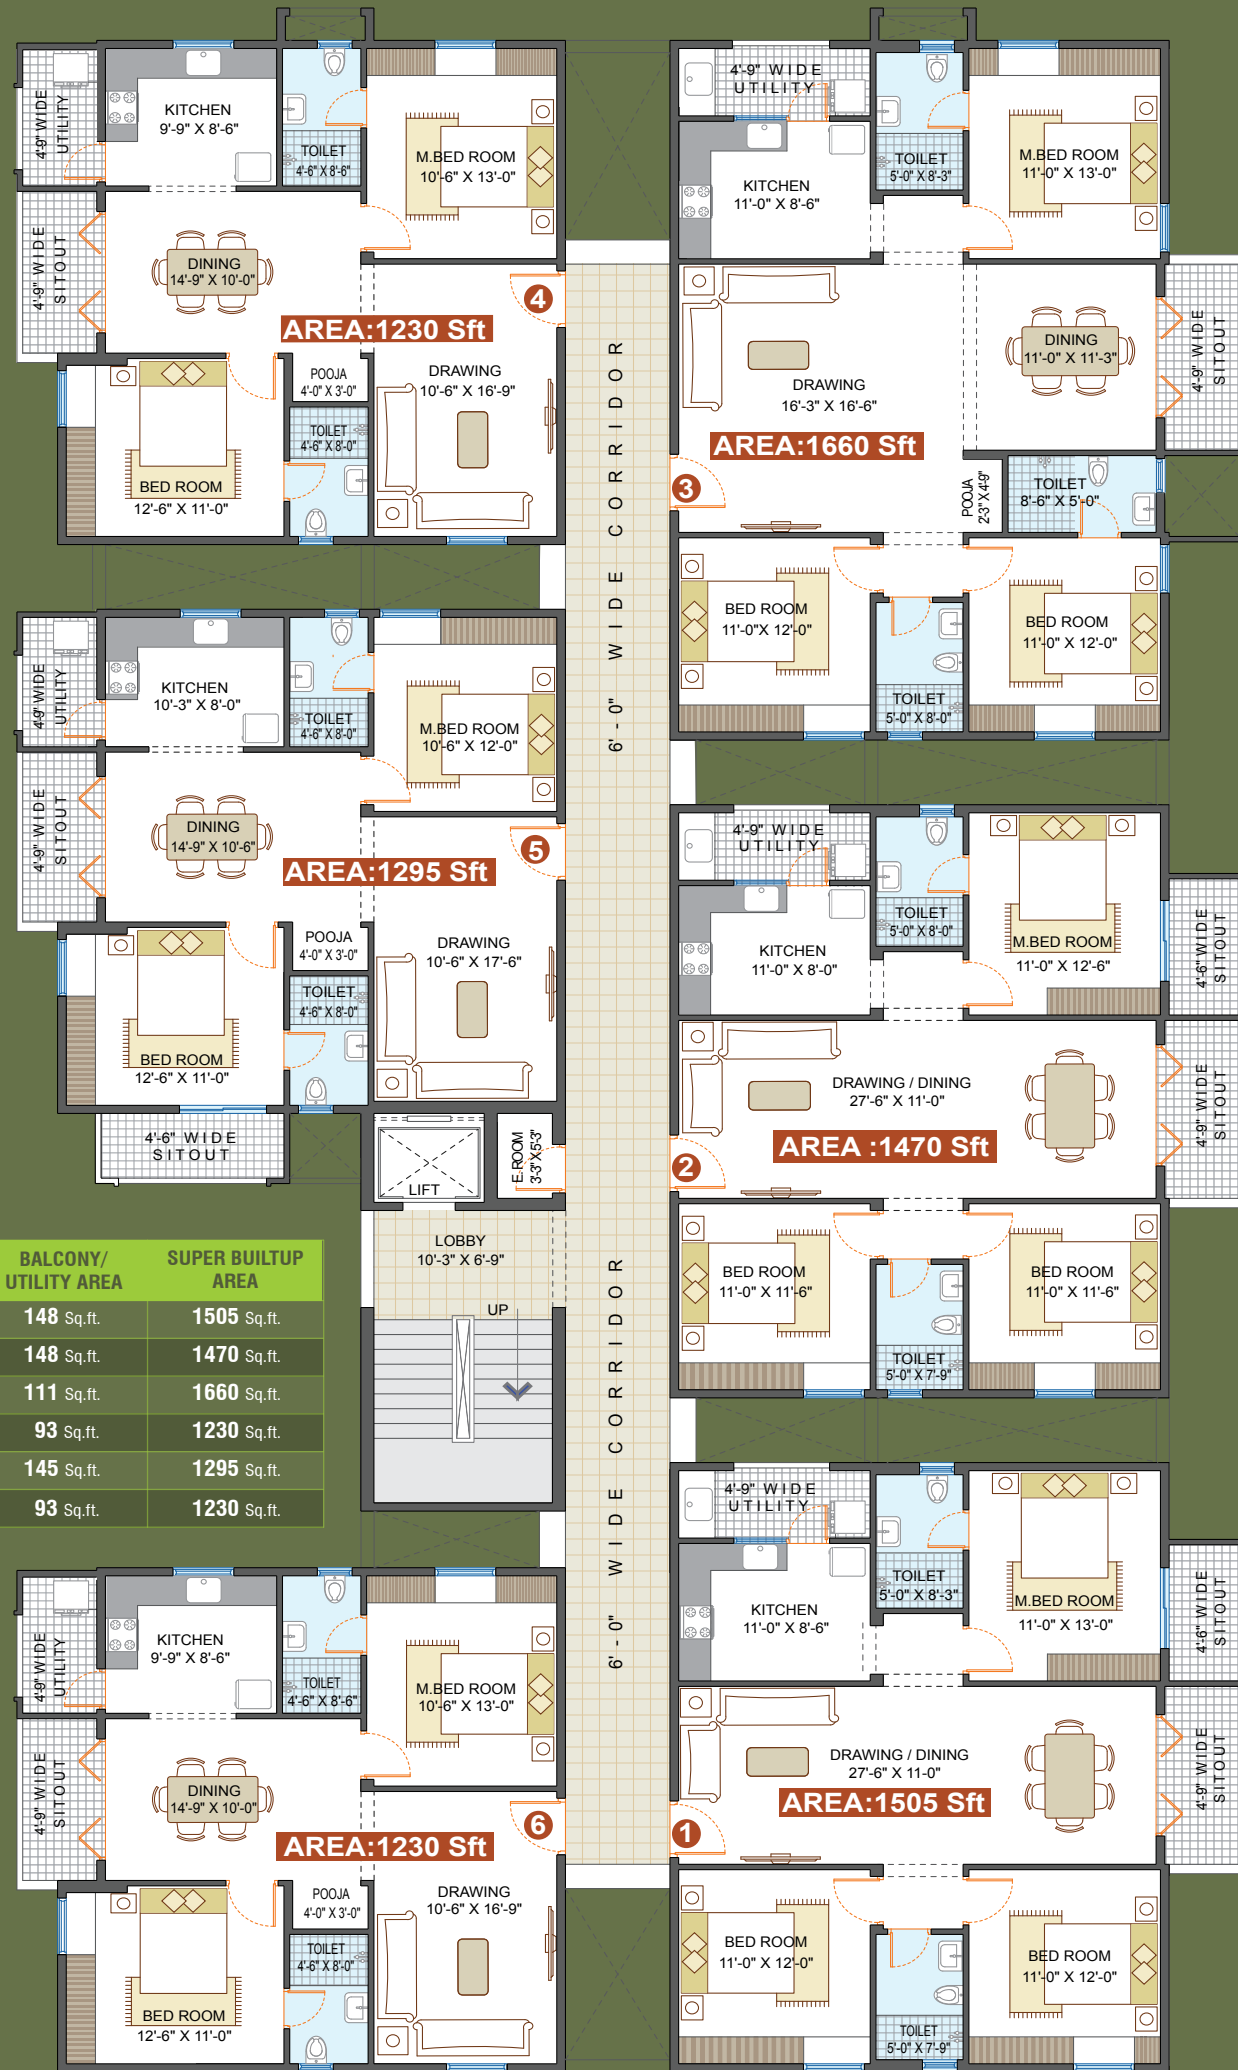 4'-9" WIDE
UTILITY
KITCHEN
9'-9" X 8'-6"
TOILET
4'-6" X 8'-6"
M.BED ROOM
10'-6" X 13'-0"
4'-9" WIDE
SITOUT
DINING
14'-9" X 10'-0"
4
AREA:1230 Sft
POOJA
4'-0" X 3'-0"
DRAWING
10'-6" X 16'-9"
TOILET
4'-6" X 8'-0"
BED ROOM
12'-6" X 11'-0"
4'-9" WIDE
UTILITY
KITCHEN
11'-0" X 8'-6"
TOILET
5'-0" X 8'-3"
M.BED ROOM
11'-0" X 13'-0"
DRAWING
16'-3" X 16'-6"
DINING
11'-0" X 11'-3"
4'-9" WIDE
SITOUT
AREA:1660 Sft
3
POOJA
2'-3" X 4'-9"
TOILET
8'-6" X 5'-0"
BED ROOM
11'-0"X 12'-0"
TOILET
5'-0" X 8'-0"
BED ROOM
11'-0" X 12'-0"
6'-0" WIDE CORRIDOR
4'-9" WIDE
UTILITY
KITCHEN
10'-3" X 8'-0"
TOILET
4'-6" X 8'-0"
M.BED ROOM
10'-6" X 12'-0"
4'-9" WIDE
SITOUT
DINING
14'-9" X 10'-6"
5
AREA:1295 Sft
POOJA
4'-0" X 3'-0"
DRAWING
10'-6" X 17'-6"
TOILET
4'-6" X 8'-0"
BED ROOM
12'-6" X 11'-0"
4'-6" WIDE
SITOUT
LIFT
E.ROOM
3'-3" X 5'-3"
LOBBY
10'-3" X 6'-9"
UP
4'-9" WIDE
UTILITY
KITCHEN
11'-0" X 8'-0"
TOILET
5'-0" X 8'-0"
M.BED ROOM
11'-0" X 12'-6"
4'-6" WIDE
SITOUT
DRAWING / DINING
27'-6" X 11'-0"
4'-9" WIDE
SITOUT
AREA :1470 Sft
2
BED ROOM
11'-0" X 11'-6"
TOILET
5'-0" X 7'-9"
BED ROOM
11'-0" X 11'-6"
6'-0" WIDE CORRIDOR
BALCONY/ SUPER BUILTUP
UTILITY AREA AREA
148 Sq.ft. 1505 Sq.ft.
148 Sq.ft. 1470 Sq.ft.
111 Sq.ft. 1660 Sq.ft.
93 Sq.ft. 1230 Sq.ft.
145 Sq.ft. 1295 Sq.ft.
93 Sq.ft. 1230 Sq.ft.
4'-9" WIDE
UTILITY
KITCHEN
9'-9" X 8'-6"
TOILET
4'-6" X 8'-6"
M.BED ROOM
10'-6" X 13'-0"
4'-9" WIDE
SITOUT
DINING
14'-9" X 10'-0"
6
AREA:1230 Sft
POOJA
4'-0" X 3'-0"
DRAWING
10'-6" X 16'-9"
TOILET
4'-6" X 8'-0"
BED ROOM
12'-6" X 11'-0"
4'-9" WIDE
UTILITY
KITCHEN
11'-0" X 8'-6"
TOILET
5'-0" X 8'-3"
M.BED ROOM
11'-0" X 13'-0"
4'-6" WIDE
SITOUT
DRAWING / DINING
27'-6" X 11-0"
4'-9" WIDE
SITOUT
AREA:1505 Sft
1
BED ROOM
11'-0" X 12'-0"
TOILET
5'-0" X 7'-9"
BED ROOM
11'-0" X 12'-0"